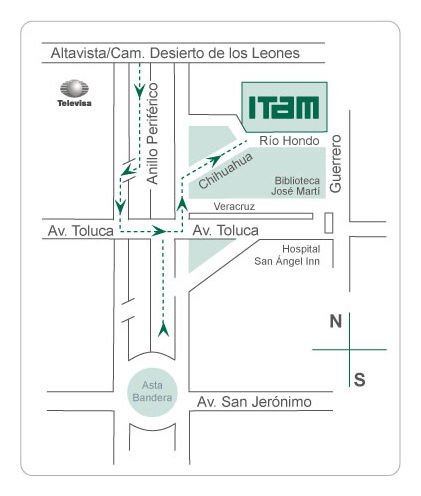 Altavista/Cam. Desierto de los Leones
Televisa
Anillo Periférico
ITAM
Río Hondo
Chihuahua
Guerrero
Biblioteca
José Martí
Veracruz
Av. Toluca
Av. Toluca
Hospital
San Ángel Inn
N
S
Asta
Bandera
Av. San Jerónimo